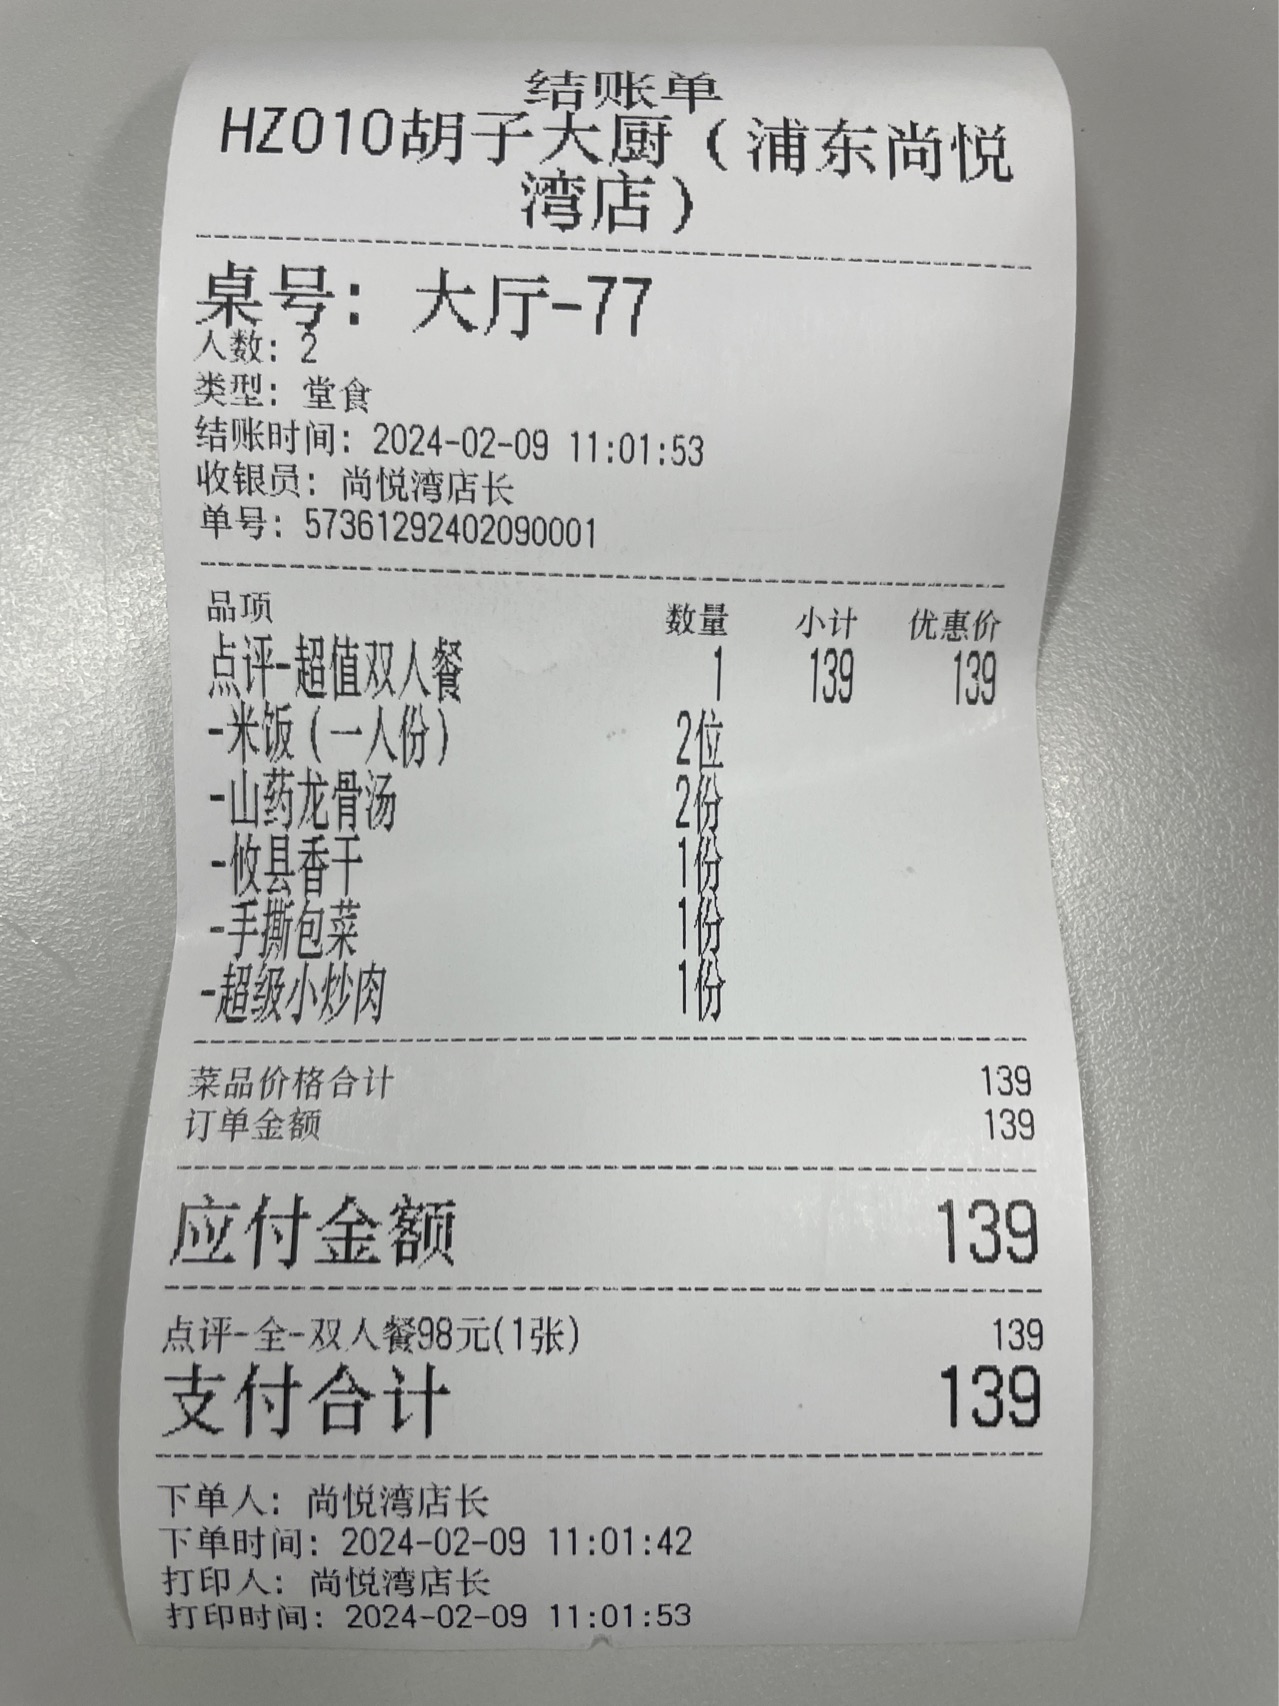 结账单
HZ010胡子大厨（浦东尚悦
湾店）
桌号：大厅-77
人数：2
类型：堂食
结账时间：2024-02-09 11:01:53
收银员：尚悦湾店长
单号：57361292402090001
品项 数量 小计 优惠价
点评-超值双人餐 1 139 139
-米饭（一人份） 2位
-山药龙骨汤 2份
-攸县香干 1份
-手撕包菜 1份
-超级小炒肉 1份
菜品价格合计 139
订单金额 139
应付金额 139
点评-全-双人餐98元(1张) 139
支付合计 139
下单人：尚悦湾店长
下单时间：2024-02-09 11:01:42
打印人：尚悦湾店长
打印时间：2024-02-09 11:01:53